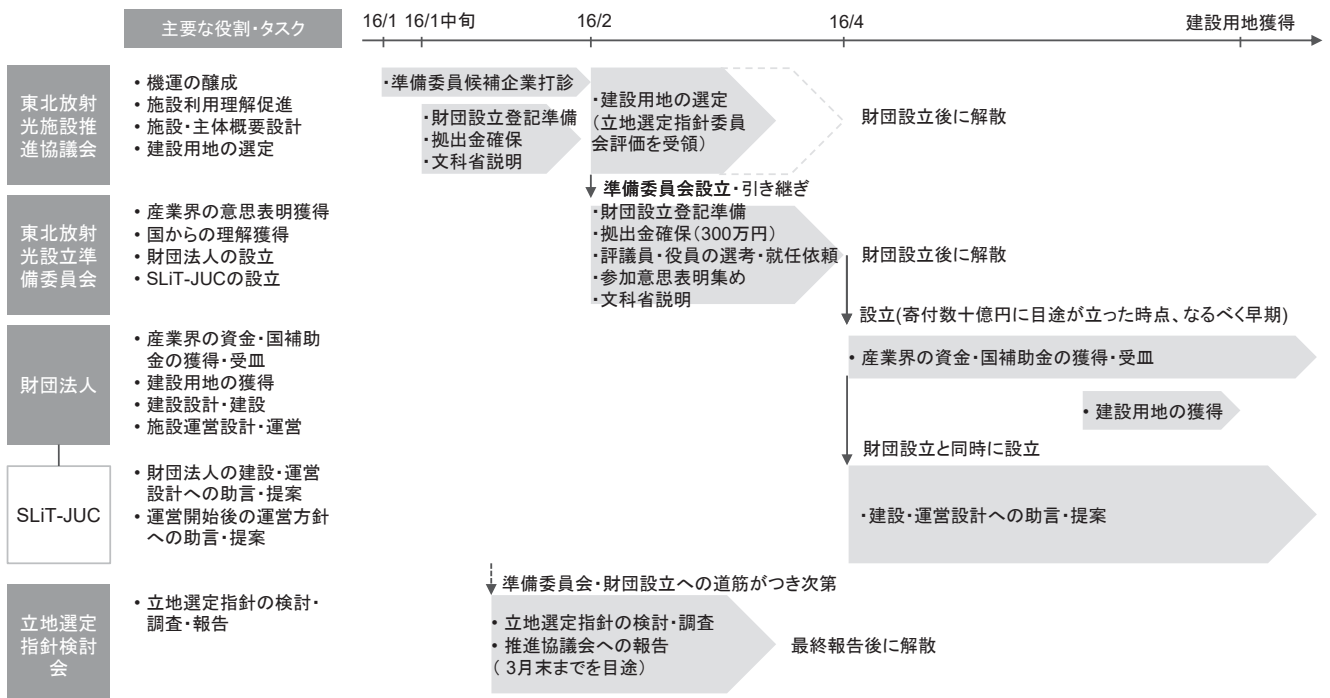 主要な役割・タスク
16/1
16/1中旬
16/2
16/4
建設用地獲得
東北放射
光施設推
進協議会
• 機運の醸成
• 施設利用理解促進
• 施設・主体概要設計
• 建設用地の選定
・準備委員候補企業打診
・財団設立登記準備
・拠出金確保
・文科省説明
・建設用地の選定
(立地選定指針委員
会評価を受領)
財団設立後に解散
準備委員会設立・引き継ぎ
東北放射
光設立準
備委員会
• 産業界の意思表明獲得
• 国からの理解獲得
• 財団法人の設立
• SLiT-JUCの設立
・財団設立登記準備
・拠出金確保(300万円)
・評議員・役員の選考・就任依頼
・参加意思表明集め
・文科省説明
財団設立後に解散
設立(寄付数十億円に目途が立った時点、なるべく早期)
財団法人
• 産業界の資金・国補助
金の獲得・受皿
• 建設用地の獲得
• 建設設計・建設
• 施設運営設計・運営
• 産業界の資金・国補助金の獲得・受皿
• 建設用地の獲得
財団設立と同時に設立
SLiT-JUC
• 財団法人の建設・運営
設計への助言・提案
• 運営開始後の運営方針
への助言・提案
・建設・運営設計への助言・提案
準備委員会・財団設立への道筋がつき次第
立地選定
指針検討
会
• 立地選定指針の検討・
調査・報告
• 立地選定指針の検討・調査
• 推進協議会への報告
( 3月末までを目途)
最終報告後に解散